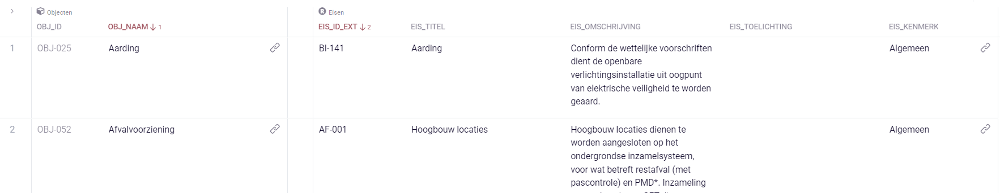 Objecten Eisen
OBJ_ID OBJ_NAAM 1 EIS_ID_EXT 2 EIS_TITEL EIS_OMSCHRIJVING EIS_TOELICHTING EIS_KENMERK
1 OBJ-025 Aarding BI-141 Aarding Conform de wettelijke voorschriften Algemeen
dient de openbare
verlichtingsinstallatie uit oogpunt
van elektrische veiligheid te worden
geaard.
2 OBJ-052 Afvalvoorziening AF-001 Hoogbouw locaties Hoogbouw locaties dienen te Algemeen
worden aangesloten op het
ondergrondse inzamelsysteem,
voor wat betreft restafval (met
pascontrole) en PMD*. Inzameling